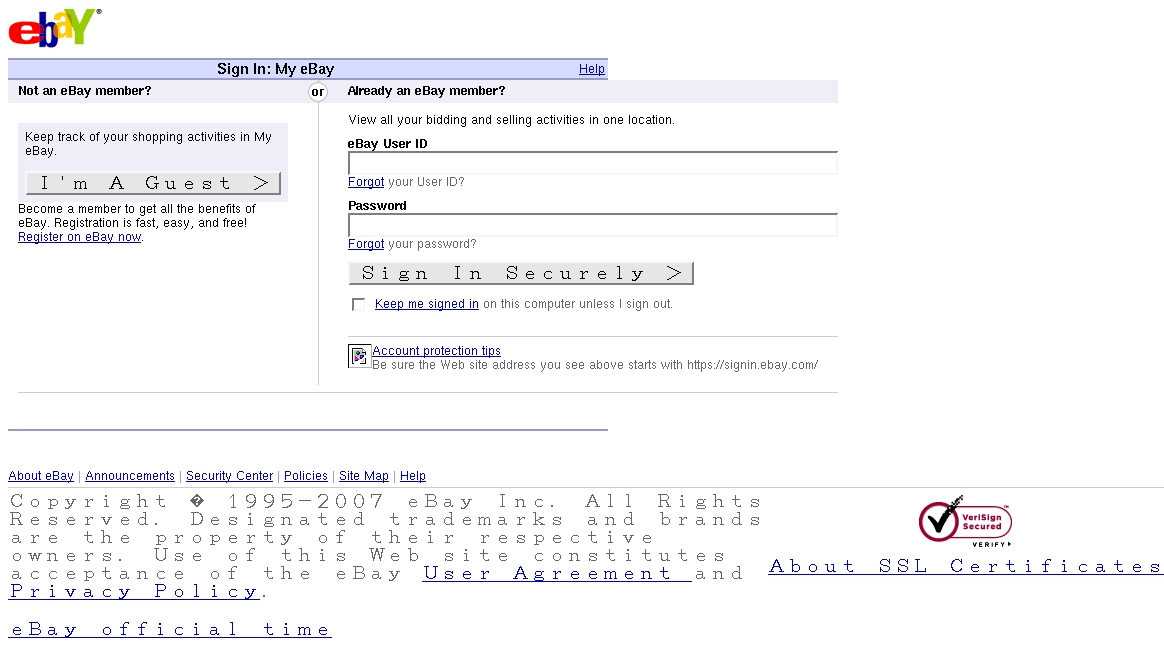 ebaY®
Sign In: My eBay Help
Not an eBay member?
or
Already an eBay member?
Keep track of your shopping activities in My
eBay.
I'm A Guest >
Become a member to get all the benefits of
eBay. Registration is fast, easy, and free!
Register on eBay now.
View all your bidding and selling activities in one location.
eBay User ID
Forgot your User ID?
Password
Forgot your password?
Sign In Securely >
Keep me signed in on this computer unless I sign out.
Account protection tips
Be sure the Web site address you see above starts with https://signin.ebay.com/
About eBay | Announcements | Security Center | Policies | Site Map | Help
Copyright � 1995-2007 eBay Inc. All Rights
Reserved. Designated trademarks and brands
are the property of their respective
owners. Use of this Web site constitutes
acceptance of the eBay User Agreement and
Privacy Policy.
VeriSign™
Secured
VERIFY
About SSL Certificates
eBay official time